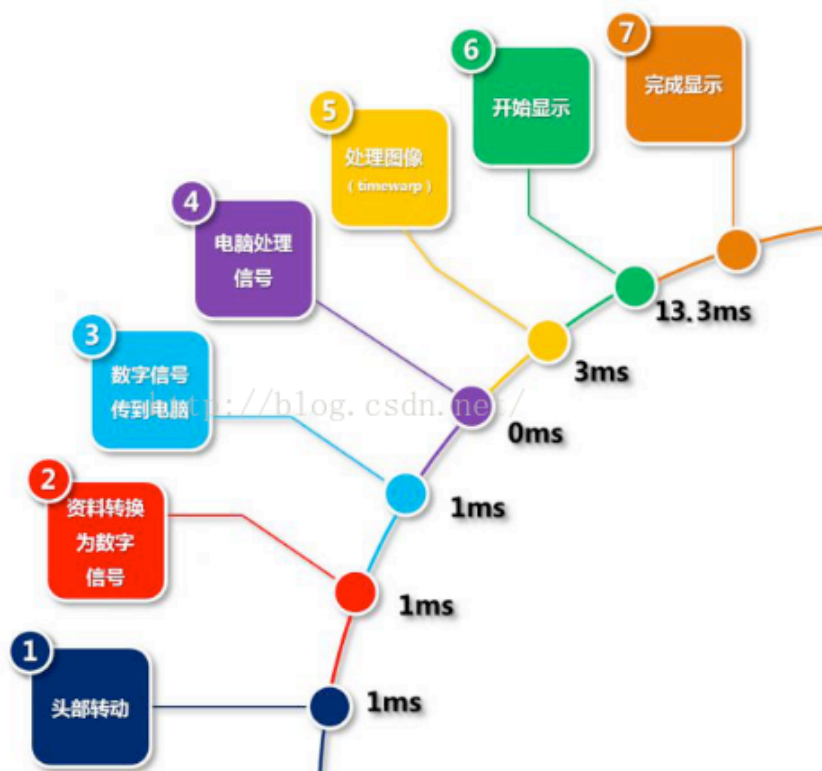 7
完成显示
6
开始显示
5
处理图像
( timewarp )
4
电脑处理
信号
13.3ms
3
数字信号
传到电脑
3ms
http://blog.csdn.net/
0ms
2
资料转换
为数字
信号
1ms
1ms
1
头部转动
1ms